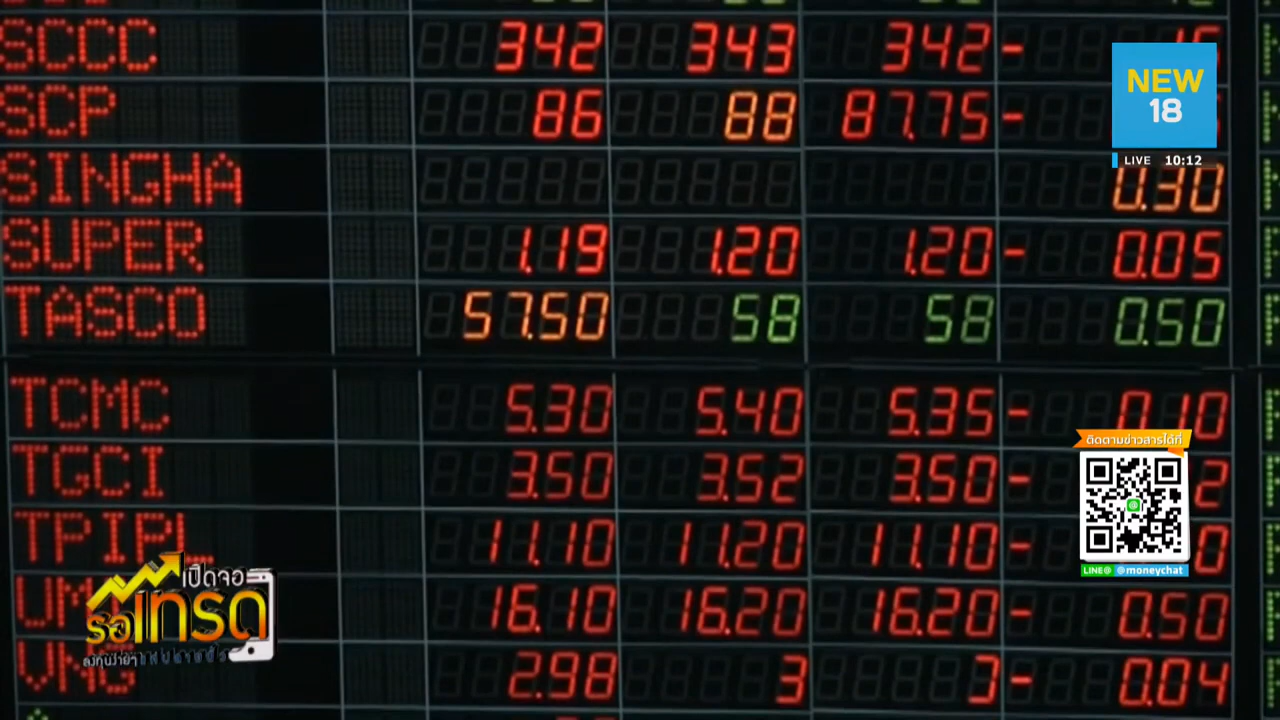 SCCC 342 343 342 -
SCP 86 88 87.75 -
NEW
18
LIVE 10:12
SINGHA 0.30
SUPER 1.19 1.20 1.20 - 0.05
TASCO 57.50 58 58 0.50
TCMC 5.30 5.40 5.35 - 0.10
ติดตามข่าวสารได้ที่
TGCI 3.50 3.52 3.50 - 2
TPIPL 11.10 11.20 11.10 - 0
LINE@ @moneychat
เปิดจอ
รอเทรด
16.10 16.20 16.20 - 0.50
VNG 2.98 3 - 0.04